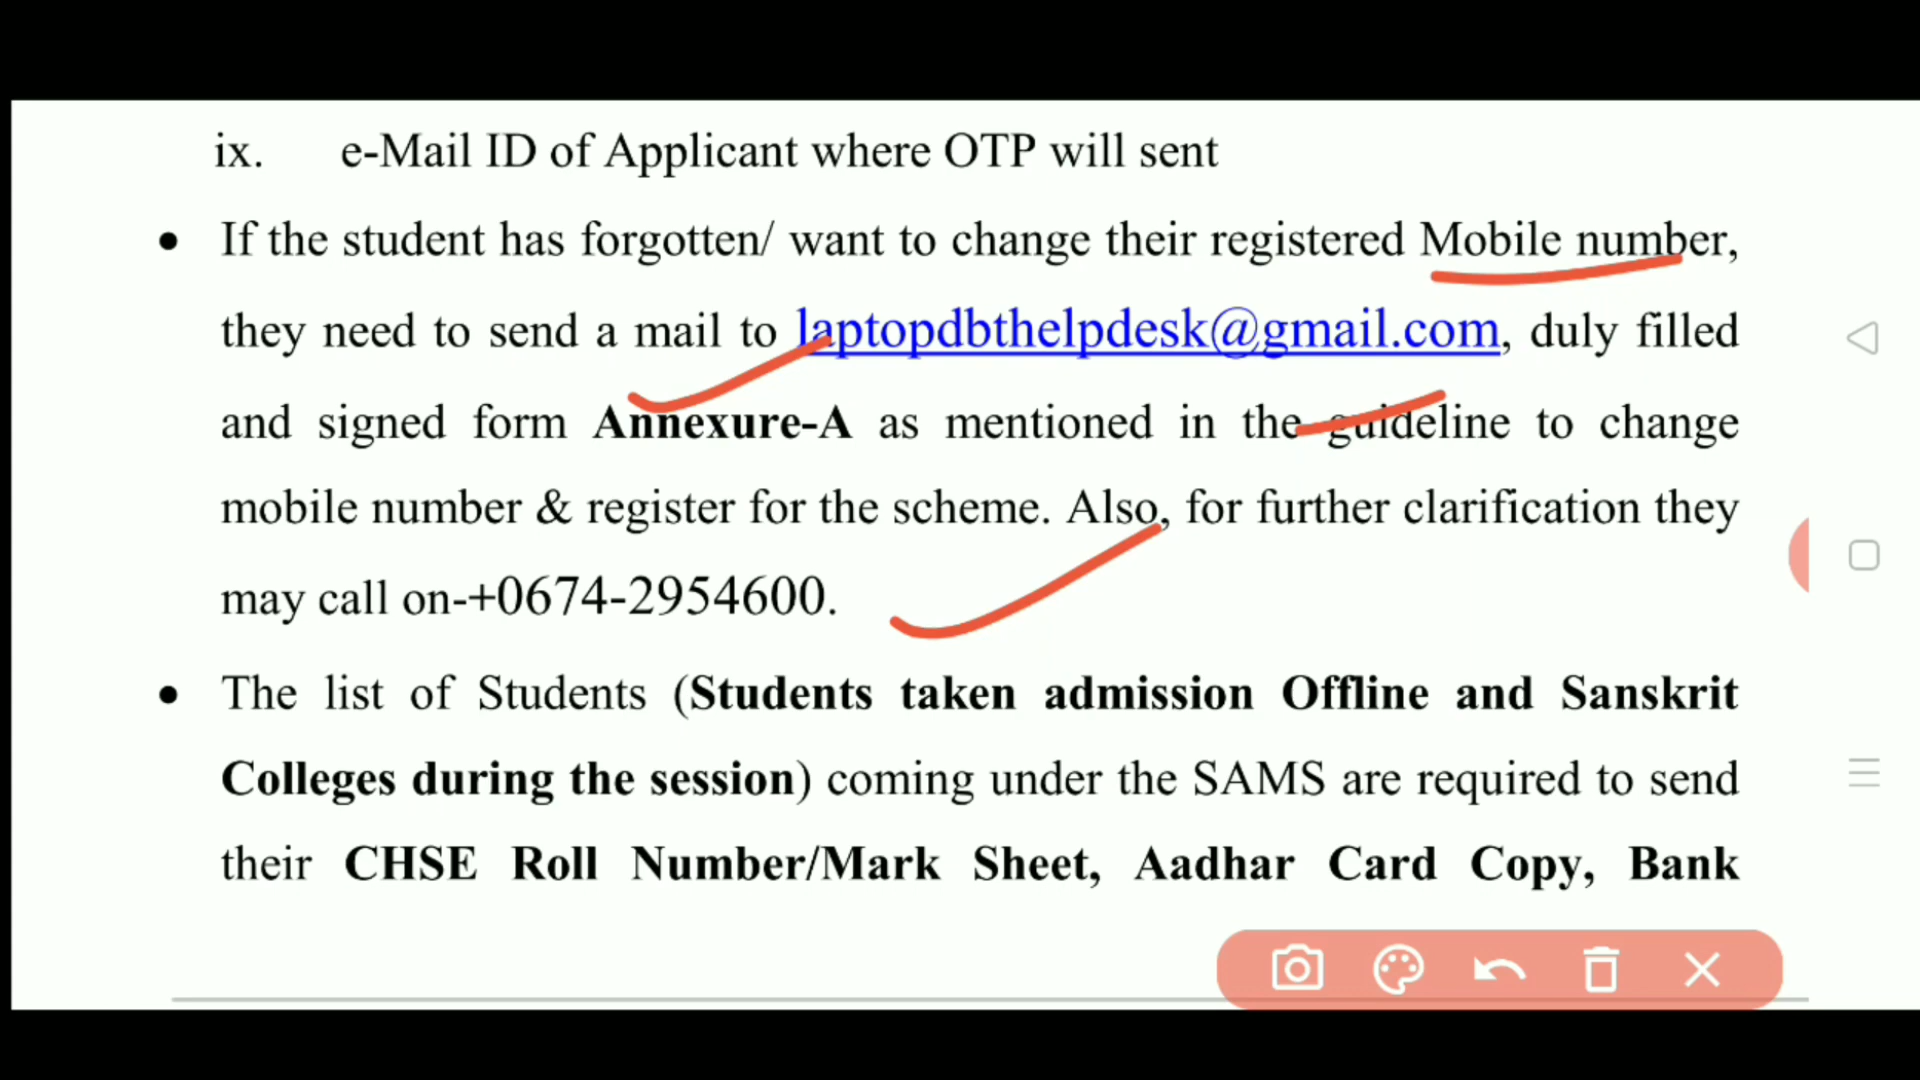 ix. e-Mail ID of Applicant where OTP will sent
• If the student has forgotten/ want to change their registered Mobile number,
they need to send a mail to laptopdbthelpdesk@gmail.com, duly filled
and signed form Annexure-A as mentioned in the guideline to change
mobile number & register for the scheme. Also, for further clarification they
may call on-+0674-2954600.
• The list of Students (Students taken admission Offline and Sanskrit
Colleges during the session) coming under the SAMS are required to send
their CHSE Roll Number/Mark Sheet, Aadhar Card Copy, Bank